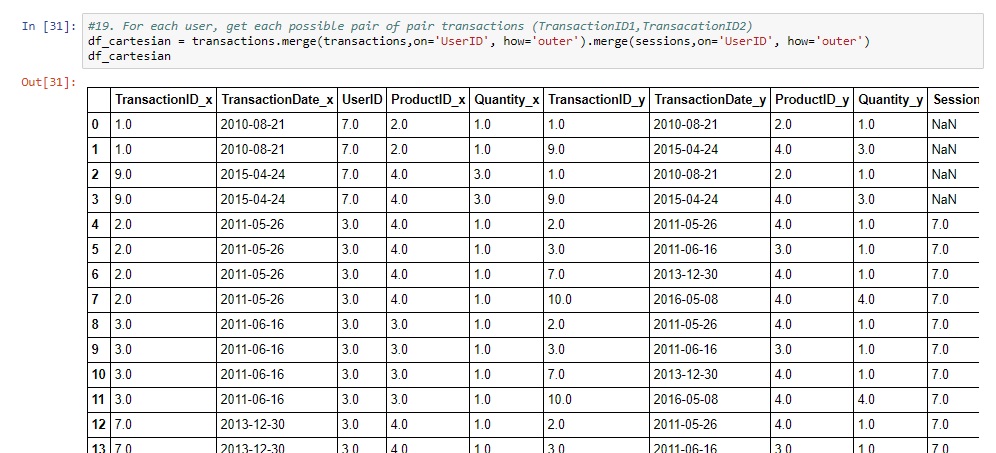 In [31]: #19. For each user, get each possible pair of pair transactions (TransactionID1,TransacationID2)
df_cartesian = transactions.merge(transactions,on='UserID', how='outer').merge(sessions,on='UserID', how='outer')
df_cartesian
Out[31]:
TransactionID_x TransactionDate_x UserID ProductID_x Quantity_x TransactionID_y TransactionDate_y ProductID_y Quantity_y Session
0 1.0 2010-08-21 7.0 2.0 1.0 1.0 2010-08-21 2.0 1.0 NaN
1 1.0 2010-08-21 7.0 2.0 1.0 9.0 2015-04-24 4.0 3.0 NaN
2 9.0 2015-04-24 7.0 4.0 3.0 1.0 2010-08-21 2.0 1.0 NaN
3 9.0 2015-04-24 7.0 4.0 3.0 9.0 2015-04-24 4.0 3.0 NaN
4 2.0 2011-05-26 3.0 4.0 1.0 2.0 2011-05-26 4.0 1.0 7.0
5 2.0 2011-05-26 3.0 4.0 1.0 3.0 2011-06-16 3.0 1.0 7.0
6 2.0 2011-05-26 3.0 4.0 1.0 7.0 2013-12-30 4.0 1.0 7.0
7 2.0 2011-05-26 3.0 4.0 1.0 10.0 2016-05-08 4.0 4.0 7.0
8 3.0 2011-06-16 3.0 3.0 1.0 2.0 2011-05-26 4.0 1.0 7.0
9 3.0 2011-06-16 3.0 3.0 1.0 3.0 2011-06-16 3.0 1.0 7.0
10 3.0 2011-06-16 3.0 3.0 1.0 7.0 2013-12-30 4.0 1.0 7.0
11 3.0 2011-06-16 3.0 3.0 1.0 10.0 2016-05-08 4.0 4.0 7.0
12 7.0 2013-12-30 3.0 4.0 1.0 2.0 2011-05-26 4.0 1.0 7.0
13 7.0 2013-12-30 3.0 4.0 1.0 3.0 2011-06-16 3.0 1.0 7.0